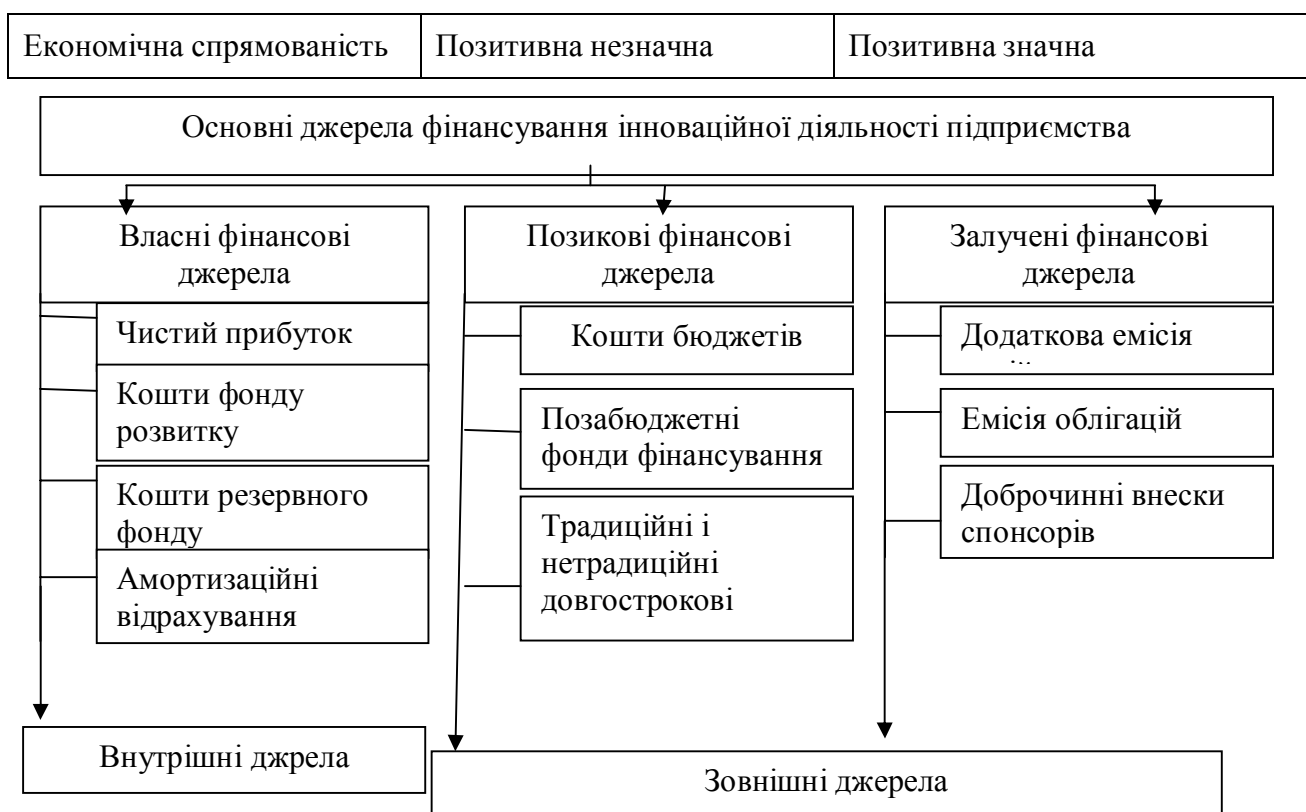 Економічна спрямованість
Позитивна незначна
Позитивна значна
Основні джерела фінансування інноваційної діяльності підприємства
Власні фінансові
джерела
Чистий прибуток
Кошти фонду
розвитку
Кошти резервного
фонду
Амортизаційні
відрахування
Внутрішні джрела
Позикові фінансові
джерела
Кошти бюджетів
Позабюджетні
фонди фінансування
Традиційні і
нетрадиційні
довгострокові
Залучені фінансові
джерела
Додаткова емісія
Емісія облігацій
Доброчинні внески
спонсорів
Зовнішні джерела